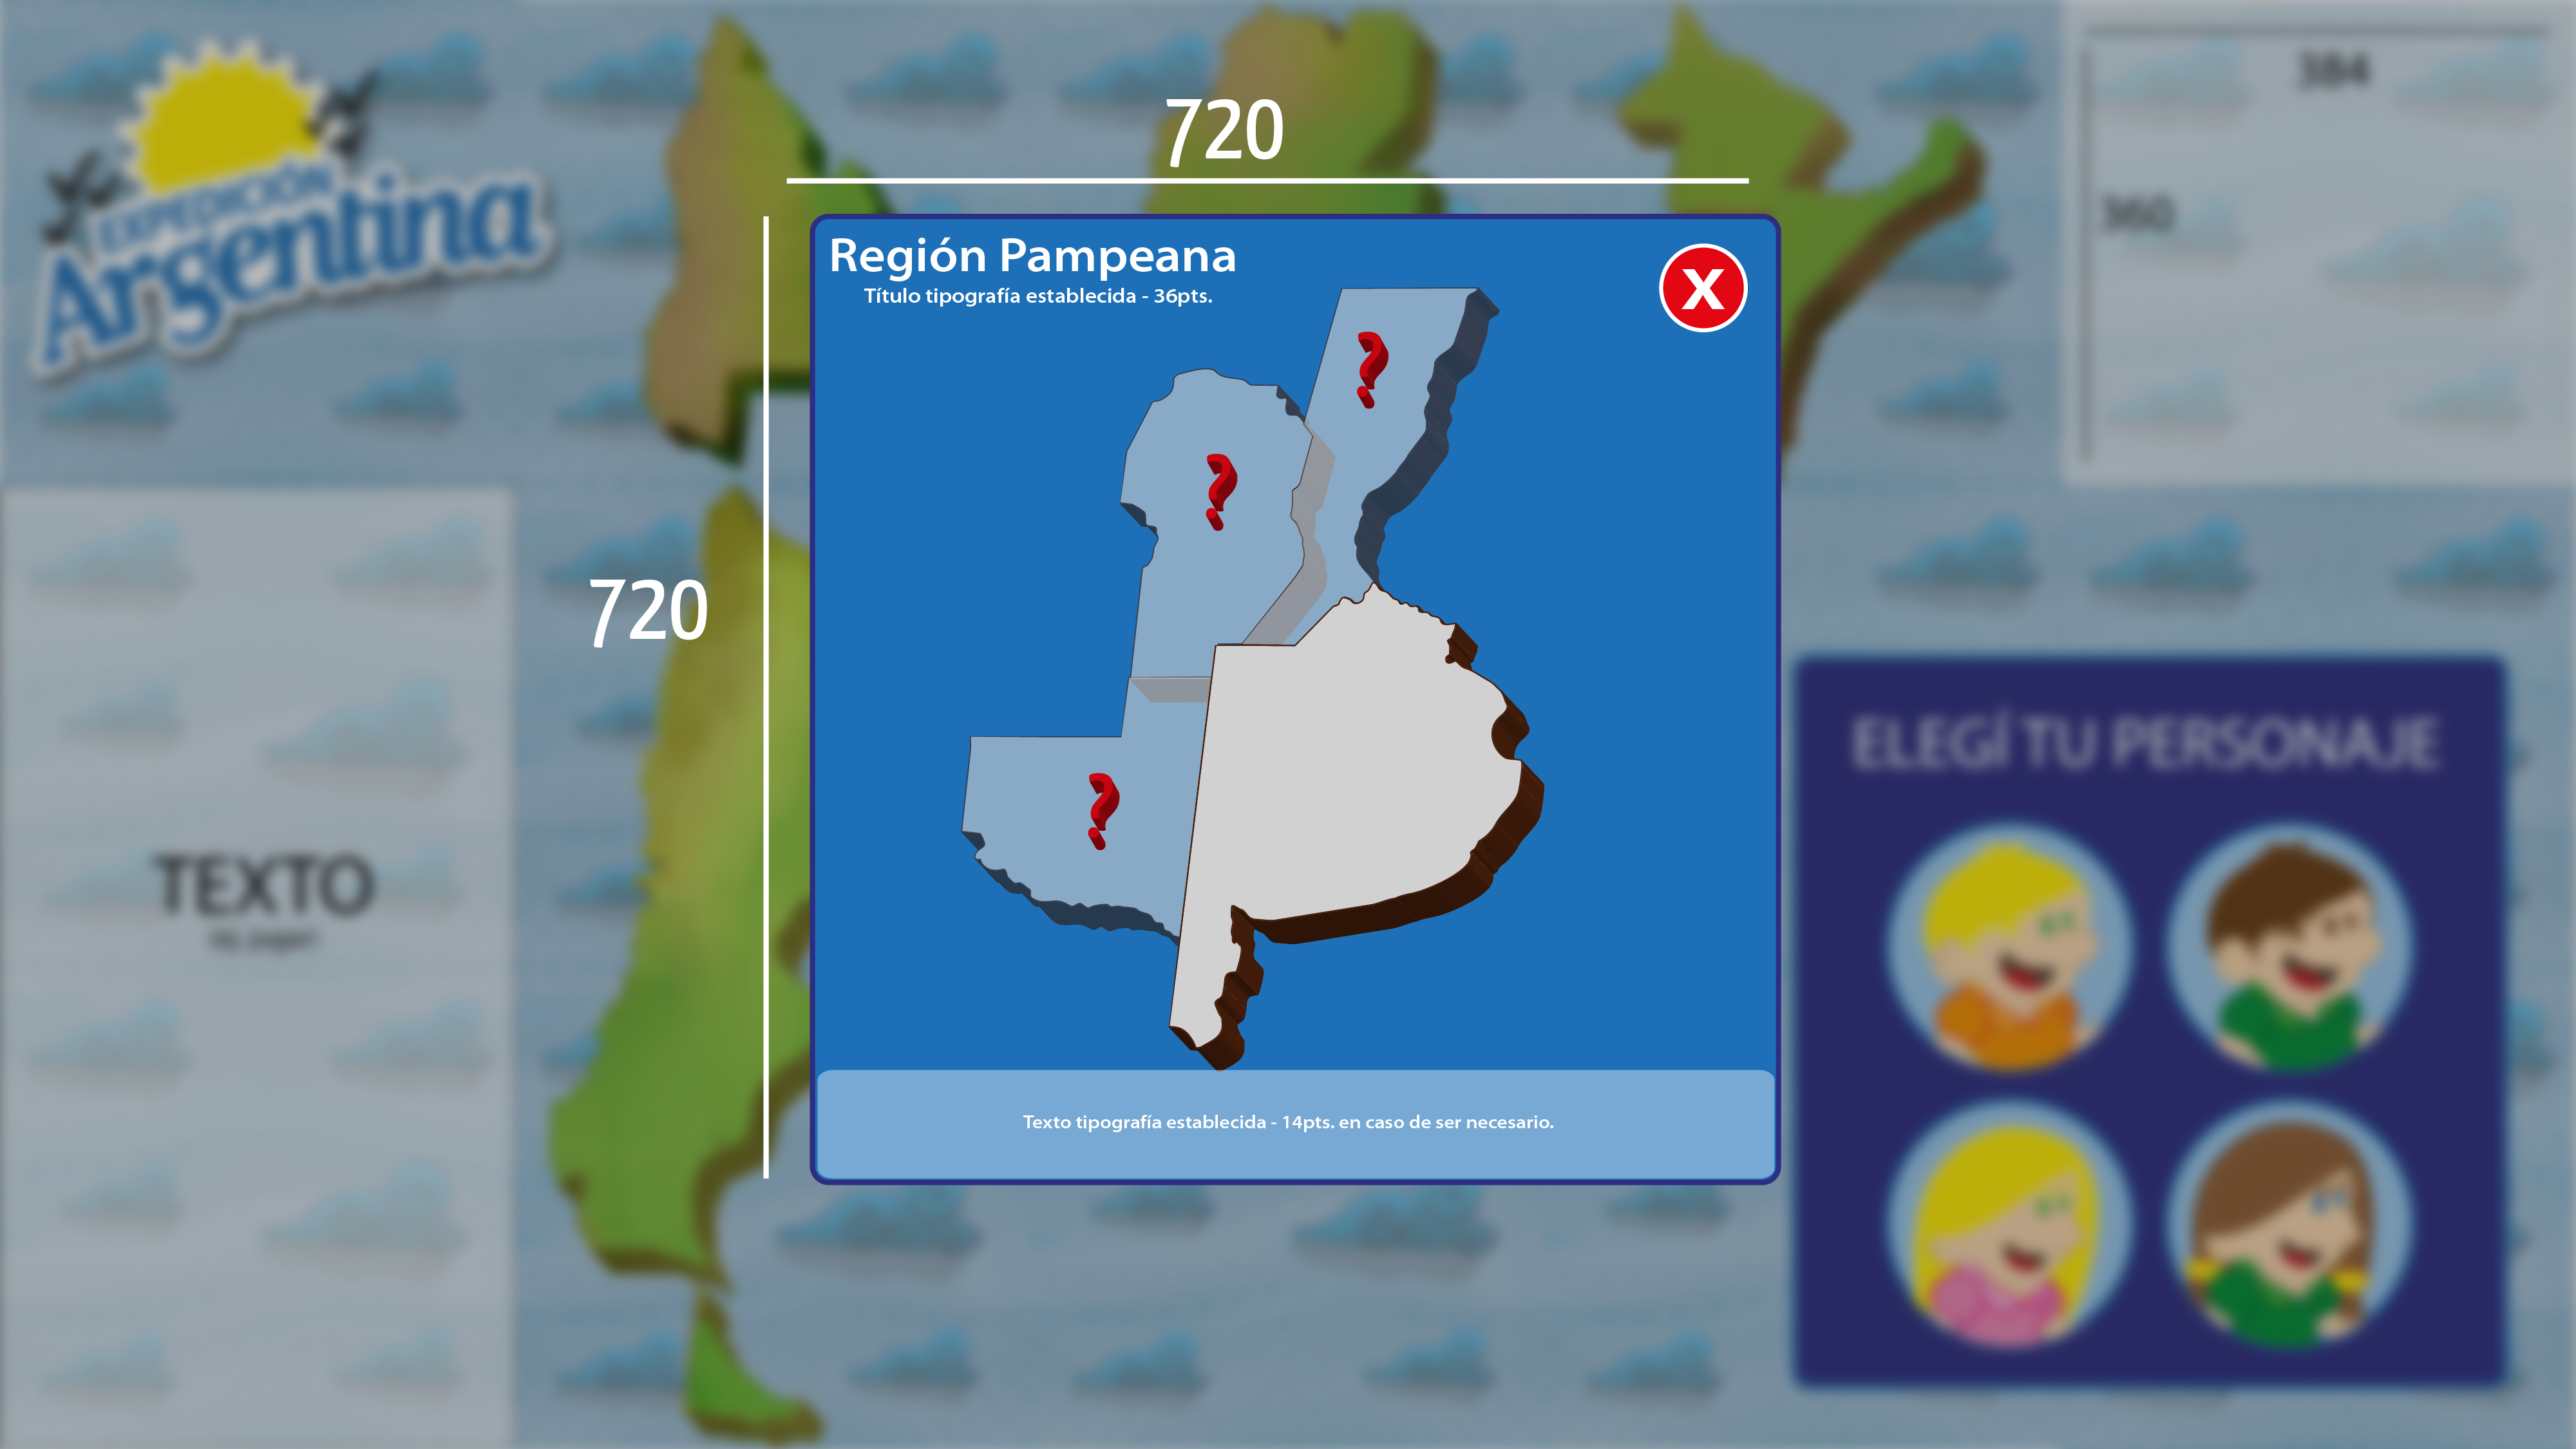 EXPEDICIÓN
Argentina
384
360
720
720
Región Pampeana
Título tipografía establecida - 36pts.
X
?
?
?
Texto tipografía establecida - 14pts. en caso de ser necesario.
TEXTO
ELEGÍ TU PERSONAJE